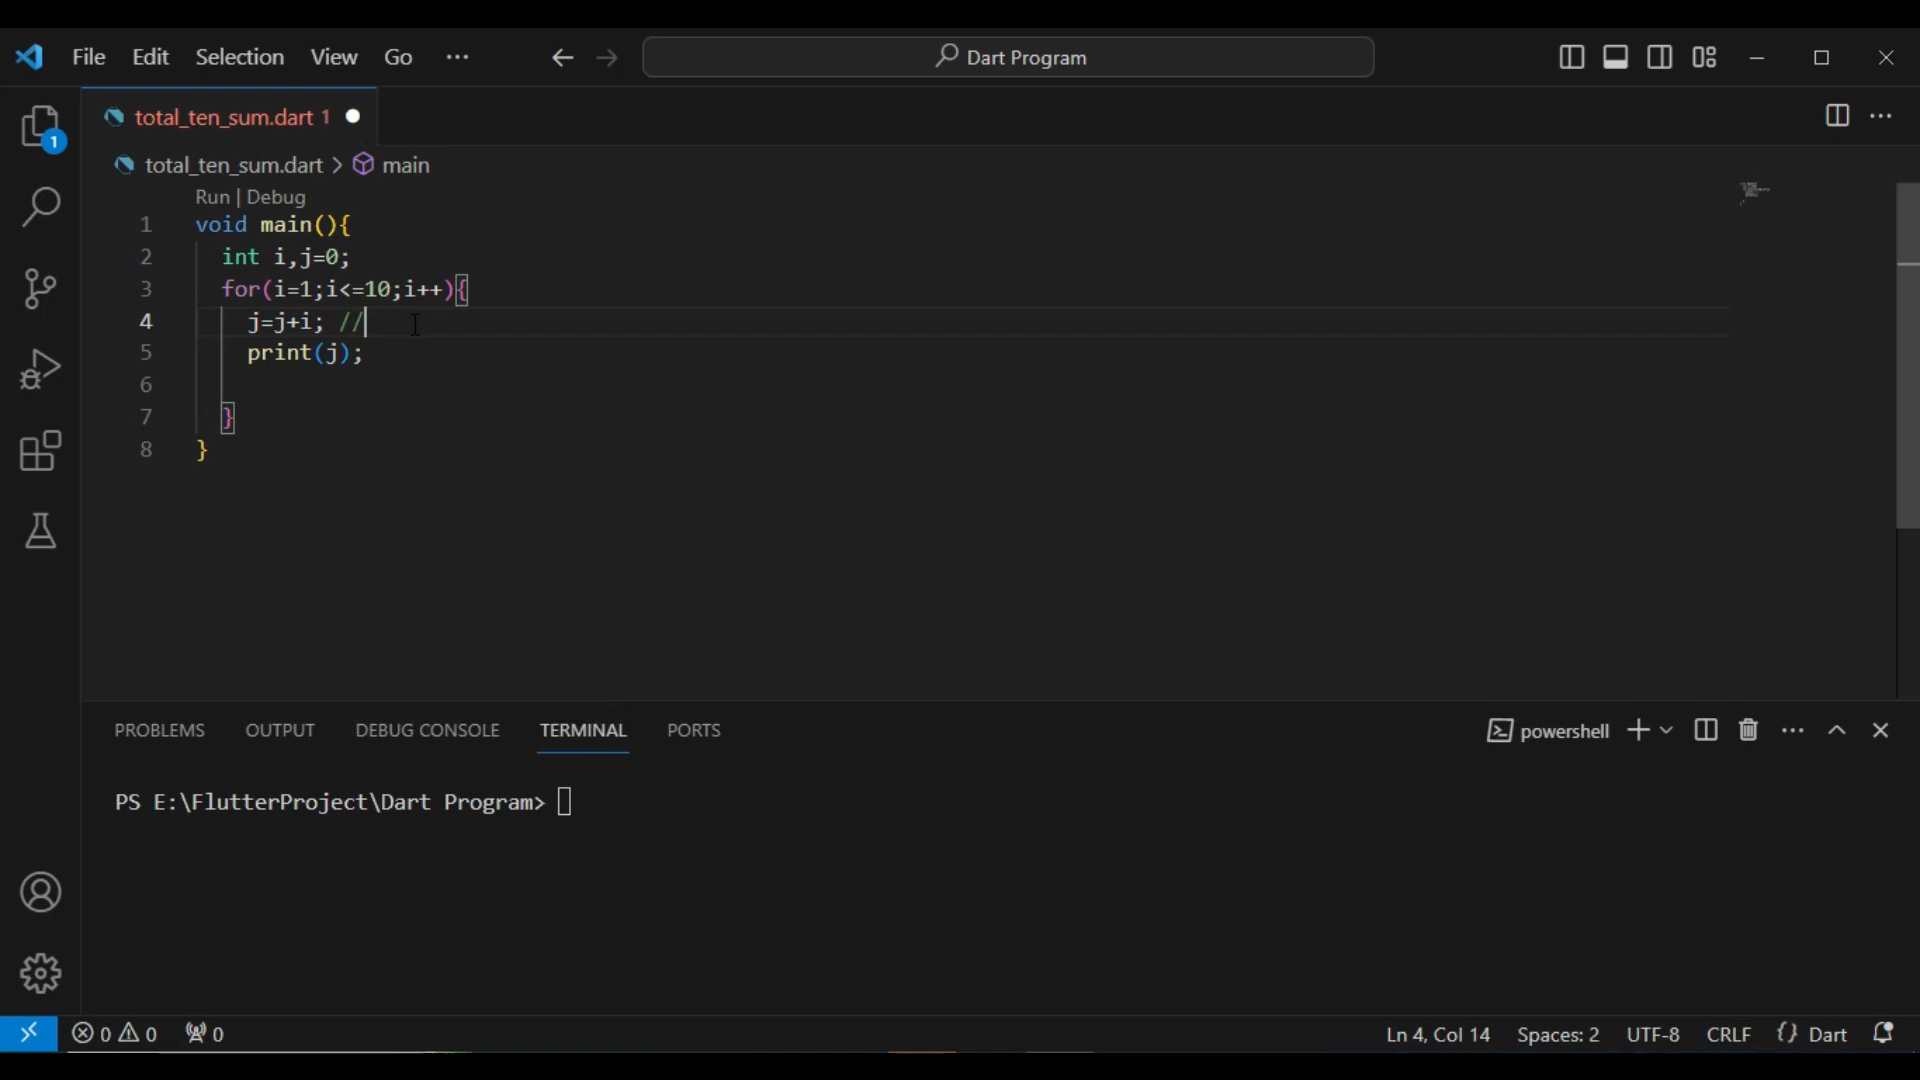 File Edit Selection View Go ··· Dart Program
1
total_ten_sum.dart 1
total_ten_sum.dart > main
Run | Debug
1 void main(){
2 int i,j=0;
3 for(i=1;i<=10;i++){
4 j=j+i; //
5 print(j);
6
7 }
8 }
PROBLEMS OUTPUT DEBUG CONSOLE TERMINAL PORTS powershell
PS E:\FlutterProject\Dart Program>
0 0 0 Ln 4, Col 14 Spaces: 2 UTF-8 CRLF {} Dart